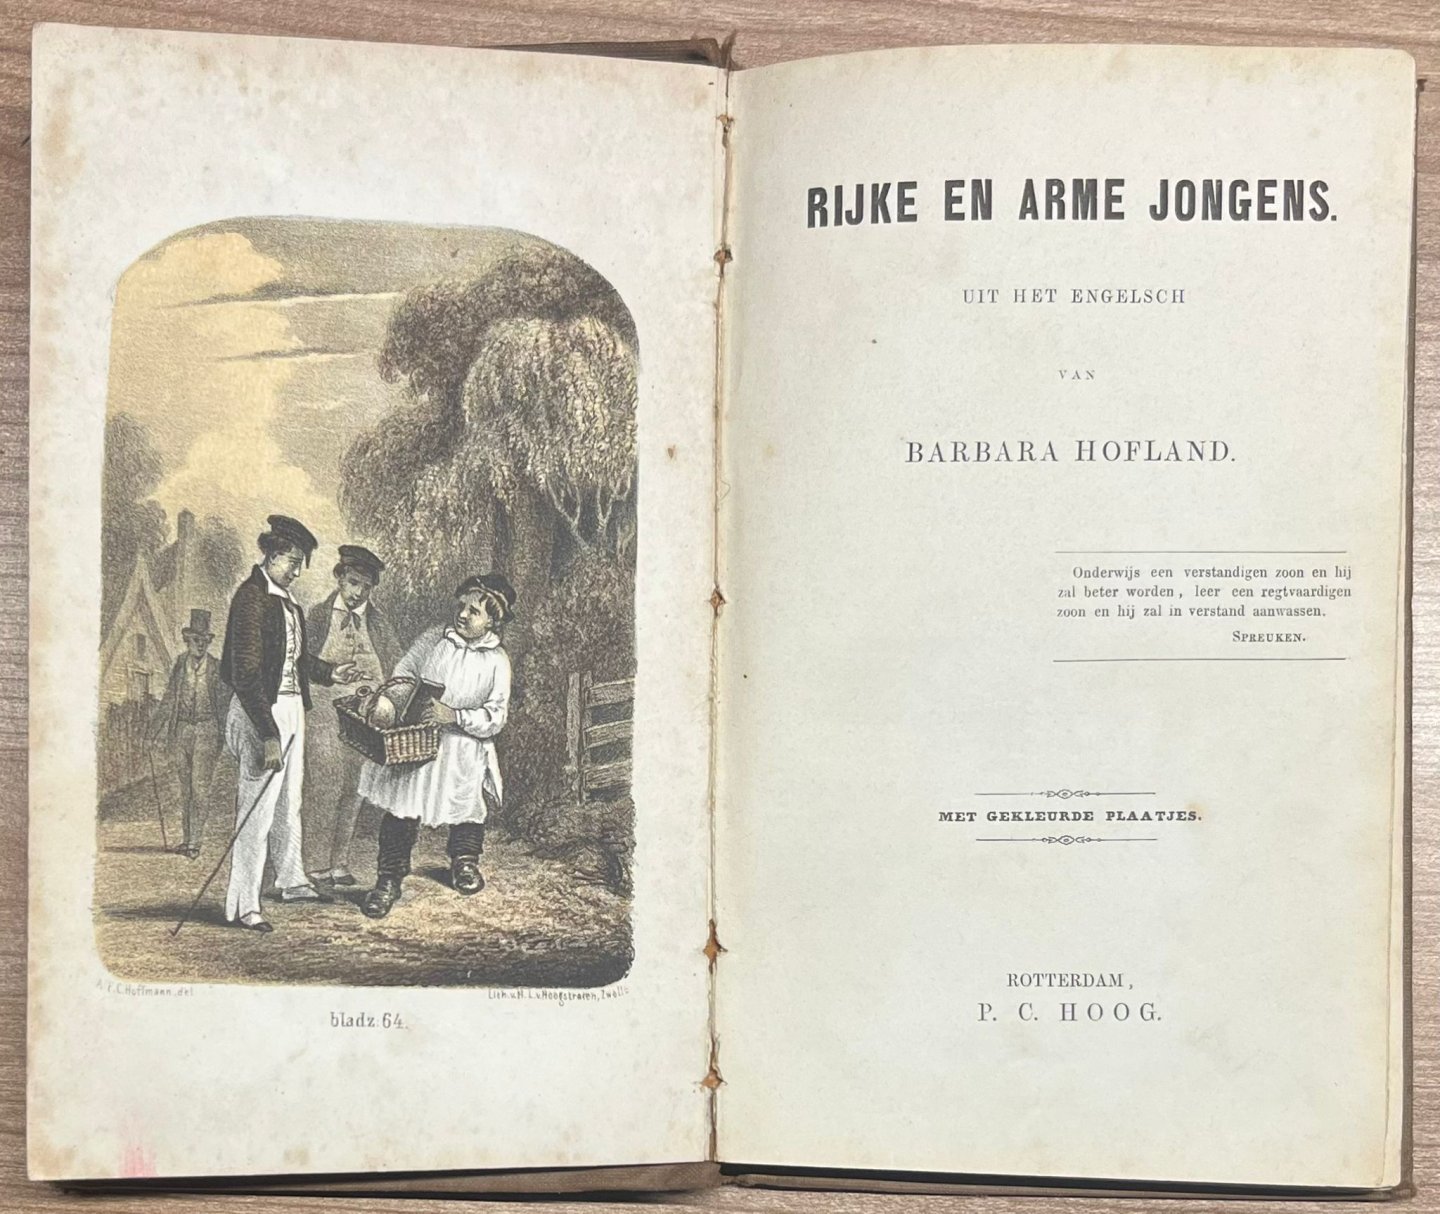 C. Hoffmann. del
Lith. v. H. L. v. Hoogstraten, Zwolle
bladz. 64.
RIJKE EN ARME JONGENS.
UIT HET ENGELSCH
VAN
BARBARA HOFLAND.
Onderwijs een verstandigen zoon en hij
zal beter worden, leer een regtvaardigen
zoon en hij zal in verstand aanwassen.
SPREUKEN.
MET GEKLEURDE PLAATJES.
ROTTERDAM,
P. C. HOOG.